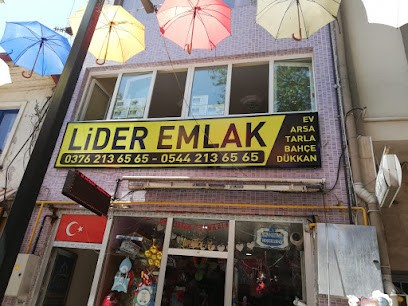 LİDER EMLAK
0376 213 65 65 - 0544 213 65 65
EV
ARSA
TARLA
BAHÇE
DÜKKAN